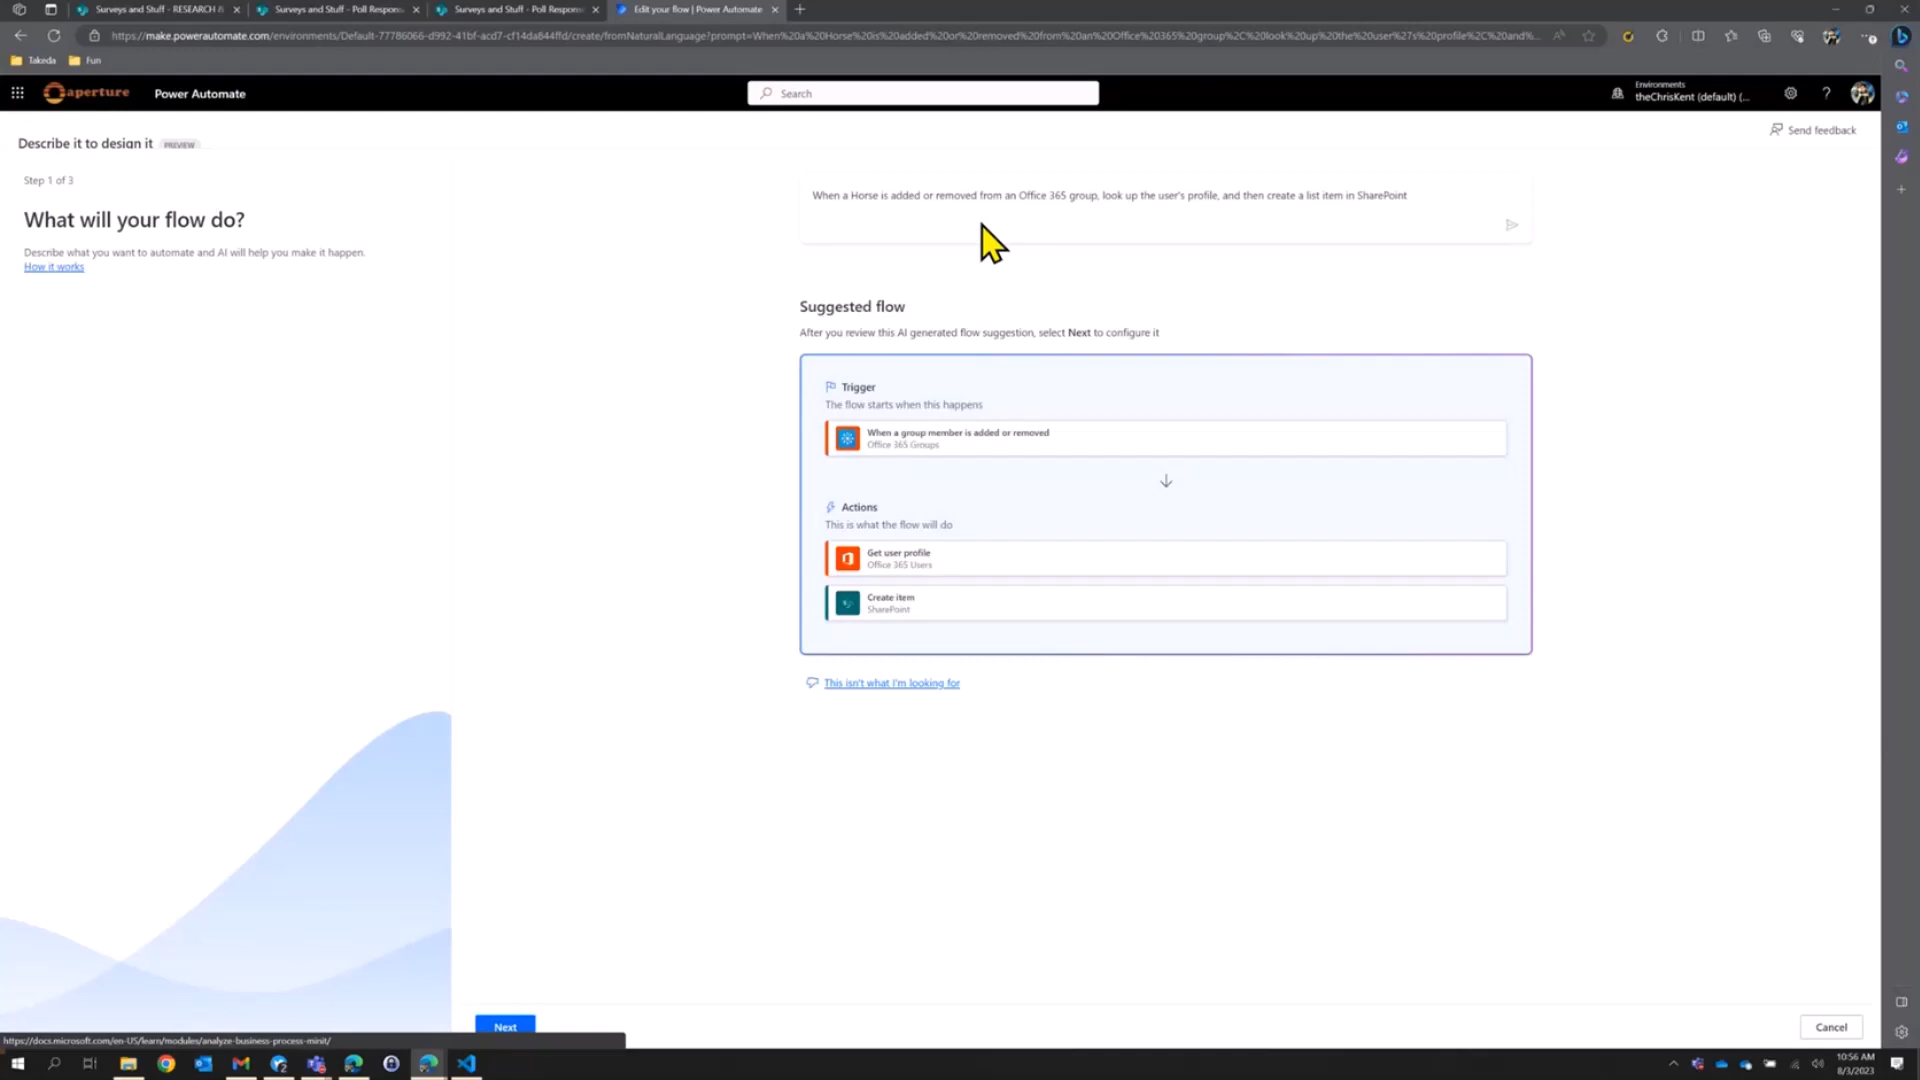 Surveys and Stuff - RESEARCH &
Surveys and Stuff - Poll Respons
Surveys and Stuff - Poll Respon
Edit your flow | Power Automate
https://make.powerautomate.com/environments/Default-77786066-d992-41bf-acd7-cf14da844ffd/create/fromNaturalLanguage?prompt=When%20a%20Horse%20is%20added%20or%20removed%20from%20an%20Office%20365%20group%2C%20look%20up%20the%20user%27s%20profile%2C%20and%...
Takeda
Fun
aperture
Power Automate
Search
Environments
theChrisKent (default) (...
Send feedback
Describe it to design it
PREVIEW
Step 1 of 3
What will your flow do?
Describe what you want to automate and AI will help you make it happen.
How it works
When a Horse is added or removed from an Office 365 group, look up the user's profile, and then create a list item in SharePoint
Suggested flow
After you review this AI generated flow suggestion, select Next to configure it
Trigger
The flow starts when this happens
When a group member is added or removed
Office 365 Groups
Actions
This is what the flow will do
Get user profile
Office 365 Users
Create item
SharePoint
This isn't what I'm looking for
Next
Cancel
https://docs.microsoft.com/en-US/learn/modules/analyze-business-process-minit/
10:56 AM
8/3/2023